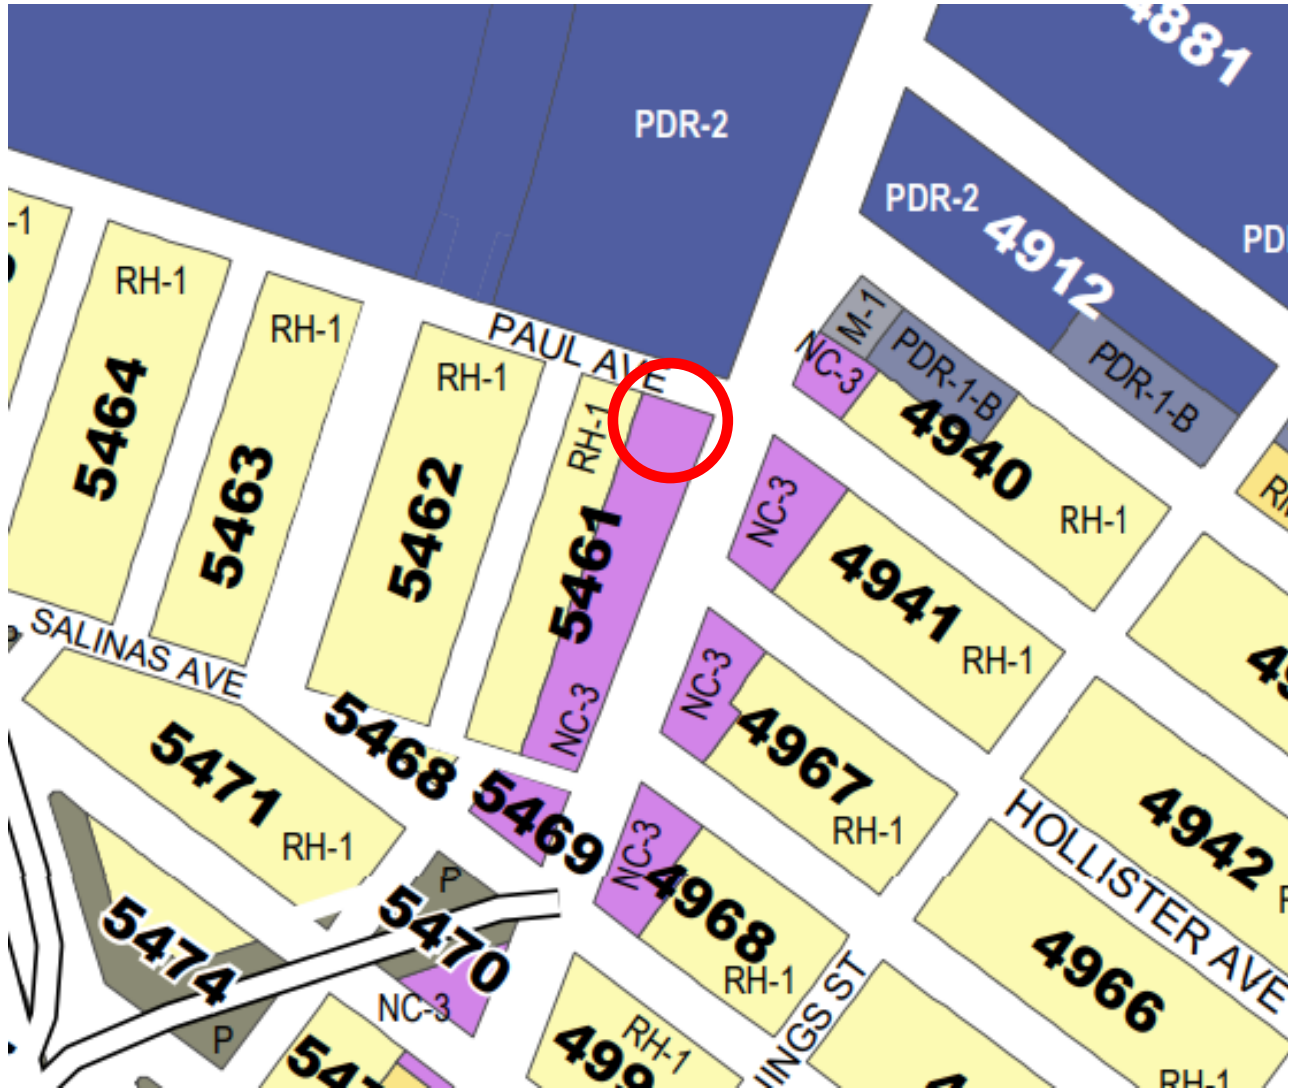 4881
PDR-2
PDR-2
4912
PD
-1
RH-1
RH-1
RH-1
PAUL AVE
M-1
NC-3
PDR-1-B
PDR-1-B
5464
5463
5462
RH-1
5461
4940
RH-1
NC-3
4941
RH-1
SALINAS AVE
NC-3
NC-3
5468
5469
4967
RH-1
5471
RH-1
HOLLISTER AVE
4942
NC-3
4968
RH-1
P
5470
5474
P
NC-3
4966
RH-1
RH-1
INGS ST